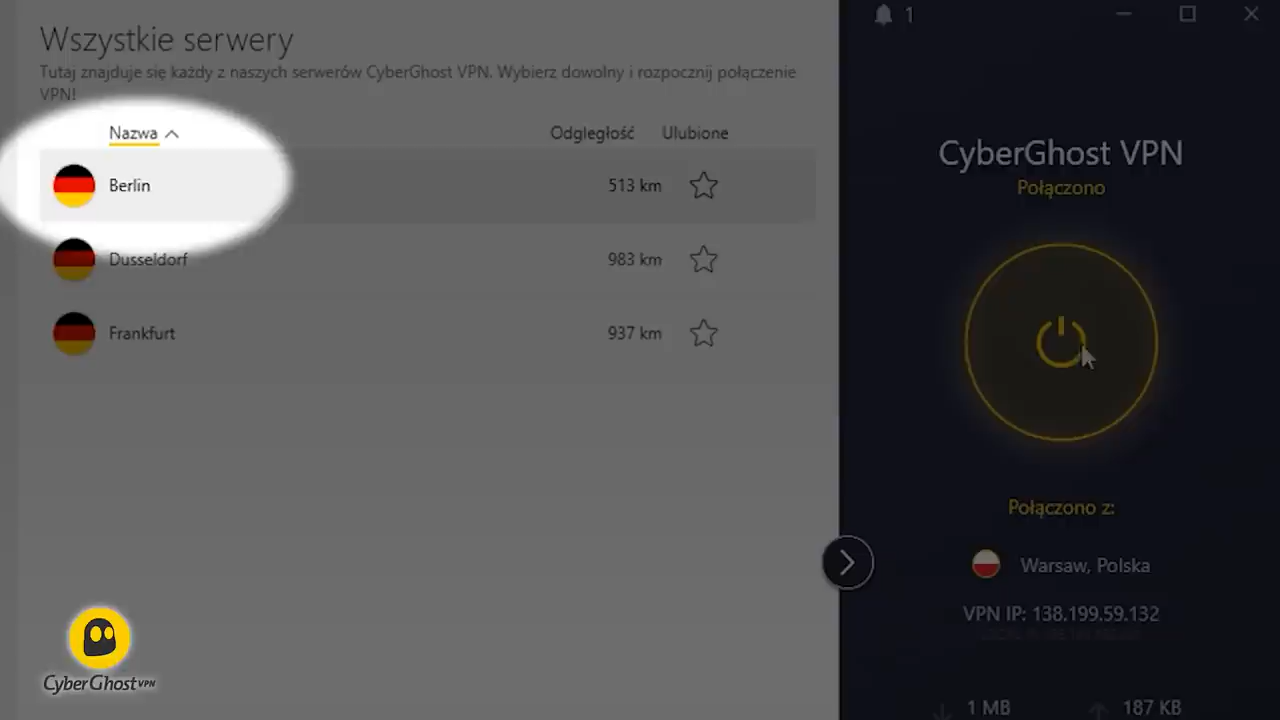 Wszystkie serwery
Tutaj znajduje się każdy z naszych serwerów CyberGhost VPN. Wybierz dowolny i rozpocznij połączenie
VPN!
Nazwa Odgległość Ulubione
Berlin 513 km
Dusseldorf 983 km
Frankfurt 937 km
CyberGhost VPN
1
CyberGhost VPN
Połączono
Połączono z:
Warsaw, Polska
VPN IP: 138.199.59.132
1 MB 187 KB